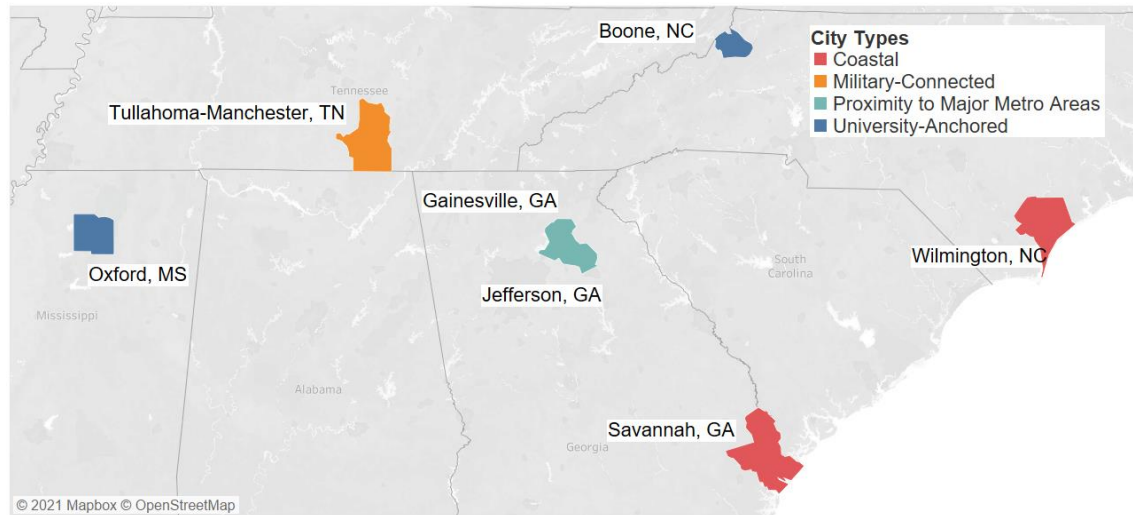 Boone, NC
City Types
Coastal
Military-Connected
Proximity to Major Metro Areas
University-Anchored
Tennessee
Tullahoma-Manchester, TN
Gainesville, GA
Oxford, MS
Wilmington, NC
South
Carolina
Jefferson, GA
Mississippi
Alabama
Savannah, GA
Georgia
© 2021 Mapbox © OpenStreetMap